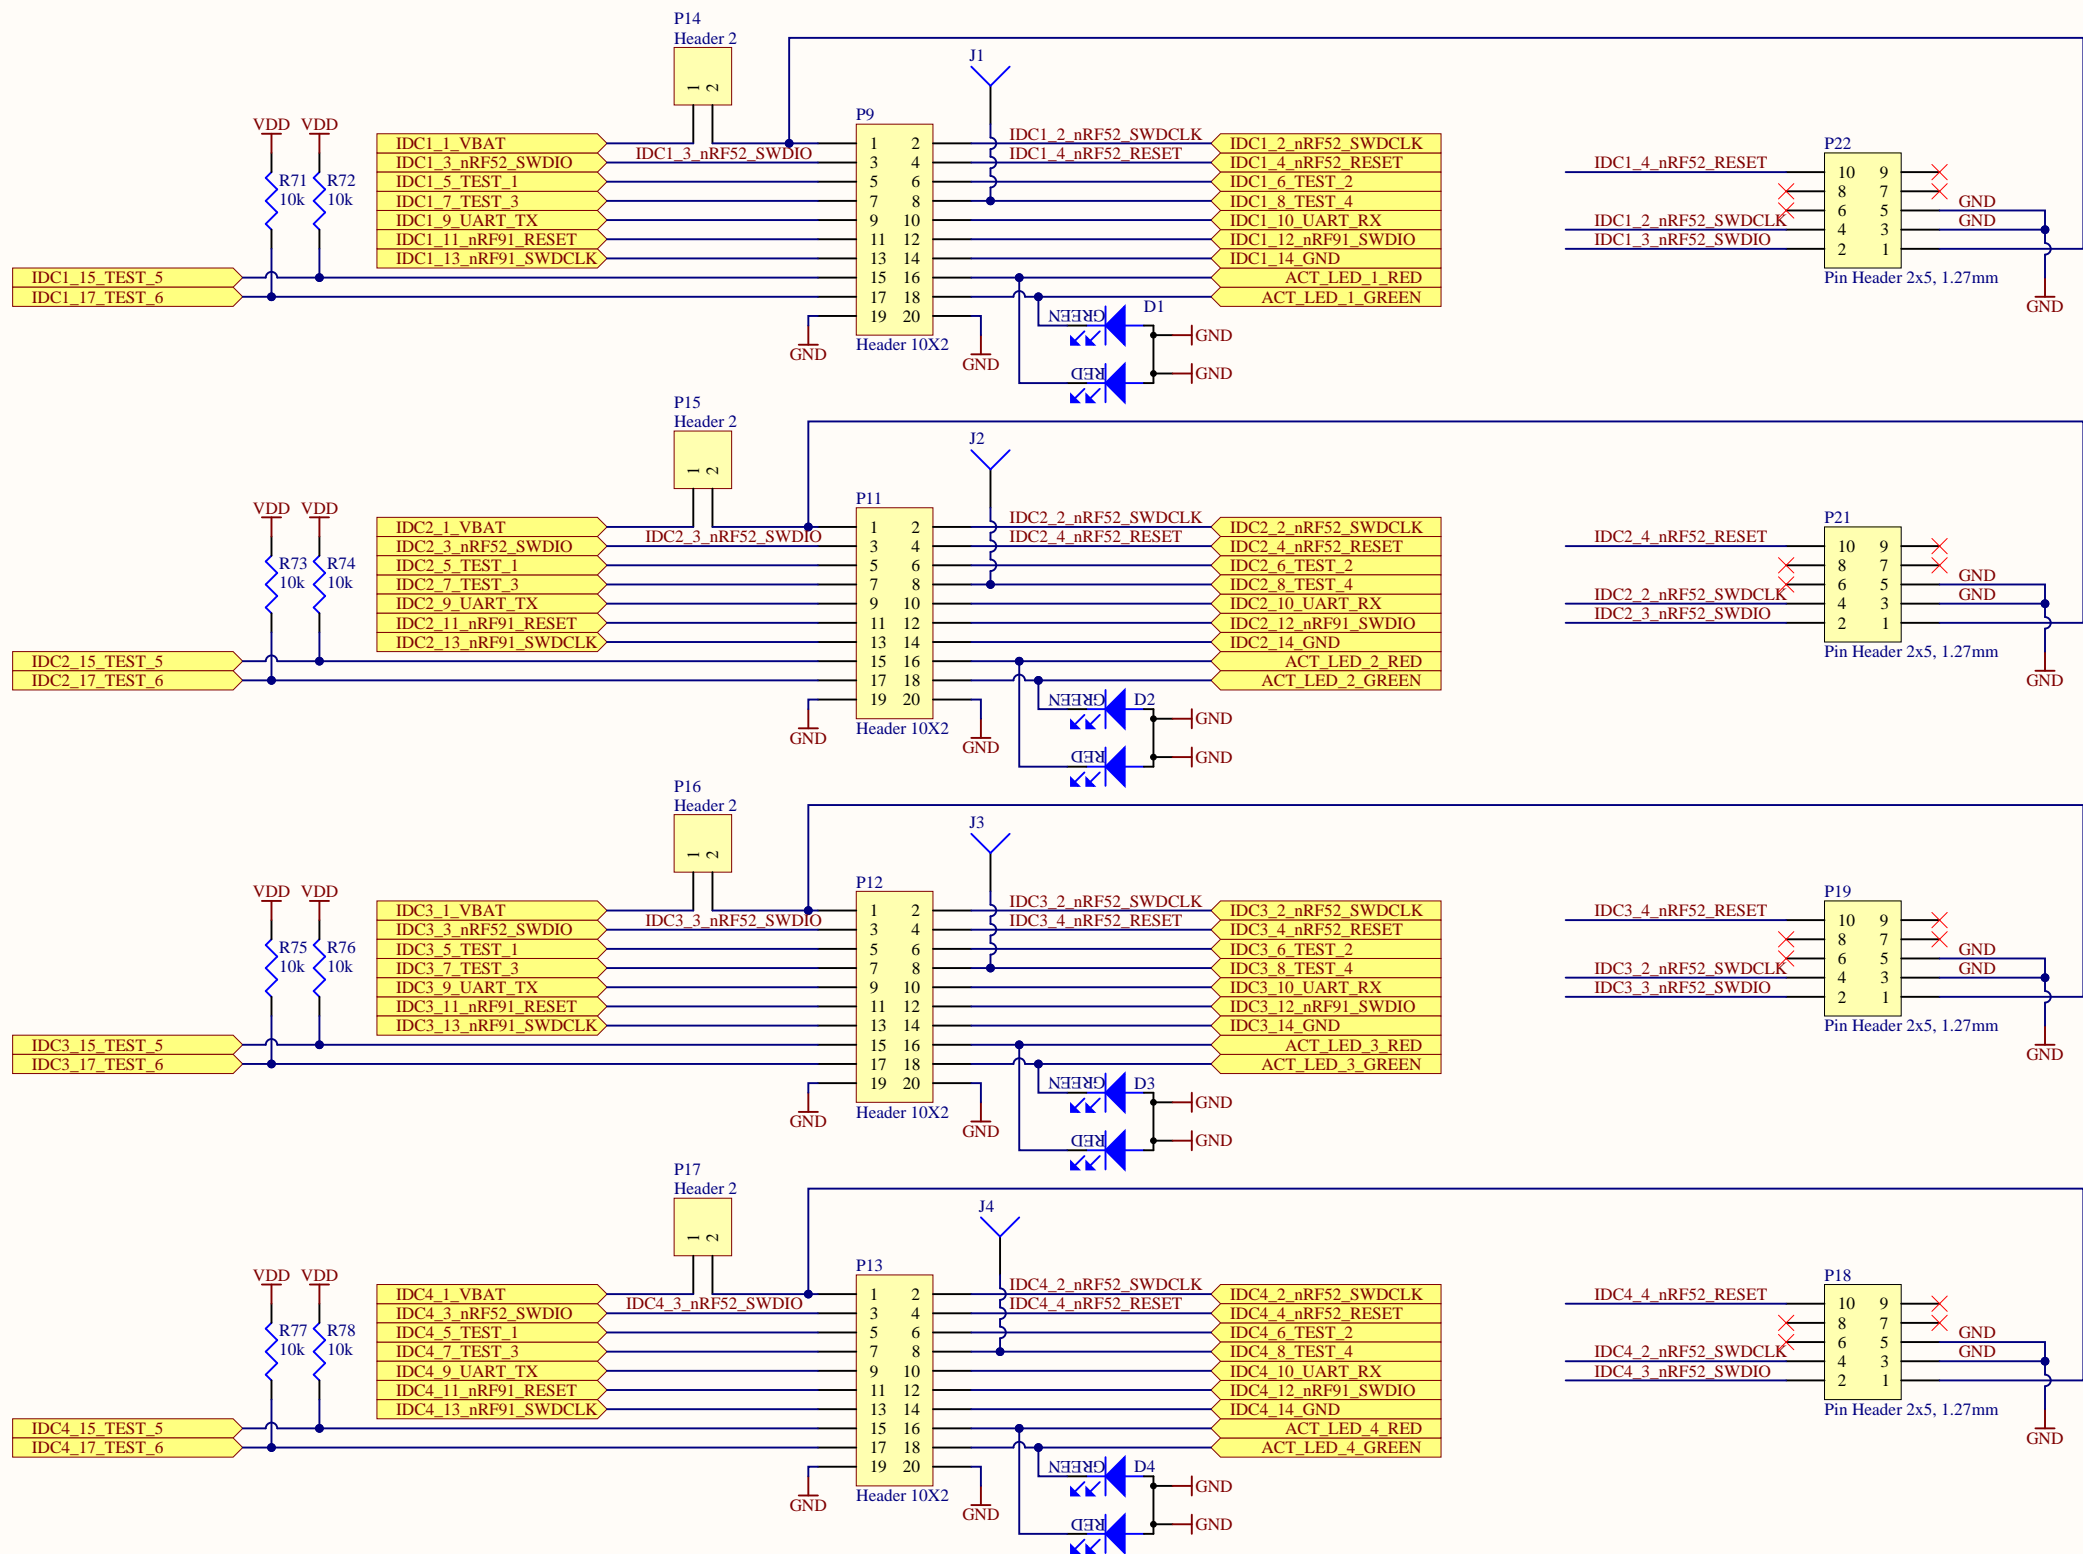 P14
Header 2
1 2
J1
VDD VDD
R71 10k
R72 10k
P9
IDC1_1_VBAT
IDC1_3_nRF52_SWDIO
IDC1_5_TEST_1
IDC1_7_TEST_3
IDC1_9_UART_TX
IDC1_11_nRF91_RESET
IDC1_13_nRF91_SWDCLK
IDC1_15_TEST_5
IDC1_17_TEST_6
IDC1_3_nRF52_SWDIO
1 2
3 4
5 6
7 8
9 10
11 12
13 14
15 16
17 18
19 20
Header 10X2
GND
GND
IDC1_2_nRF52_SWDCLK
IDC1_4_nRF52_RESET
IDC1_2_nRF52_SWDCLK
IDC1_4_nRF52_RESET
IDC1_6_TEST_2
IDC1_8_TEST_4
IDC1_10_UART_RX
IDC1_12_nRF91_SWDIO
IDC1_14_GND
ACT_LED_1_RED
ACT_LED_1_GREEN
D1
GREEN
RED
GND
GND
P22
IDC1_4_nRF52_RESET
IDC1_2_nRF52_SWDCLK
IDC1_3_nRF52_SWDIO
10 9
8 7
6 5
4 3
2 1
GND
GND
Pin Header 2x5, 1.27mm
GND
P15
Header 2
1 2
J2
VDD VDD
R73 10k
R74 10k
P11
IDC2_1_VBAT
IDC2_3_nRF52_SWDIO
IDC2_5_TEST_1
IDC2_7_TEST_3
IDC2_9_UART_TX
IDC2_11_nRF91_RESET
IDC2_13_nRF91_SWDCLK
IDC2_15_TEST_5
IDC2_17_TEST_6
IDC2_3_nRF52_SWDIO
1 2
3 4
5 6
7 8
9 10
11 12
13 14
15 16
17 18
19 20
Header 10X2
GND
GND
IDC2_2_nRF52_SWDCLK
IDC2_4_nRF52_RESET
IDC2_2_nRF52_SWDCLK
IDC2_4_nRF52_RESET
IDC2_6_TEST_2
IDC2_8_TEST_4
IDC2_10_UART_RX
IDC2_12_nRF91_SWDIO
IDC2_14_GND
ACT_LED_2_RED
ACT_LED_2_GREEN
D2
GREEN
RED
GND
GND
P21
IDC2_4_nRF52_RESET
IDC2_2_nRF52_SWDCLK
IDC2_3_nRF52_SWDIO
10 9
8 7
6 5
4 3
2 1
GND
GND
Pin Header 2x5, 1.27mm
GND
P16
Header 2
1 2
J3
VDD VDD
R75 10k
R76 10k
P12
IDC3_1_VBAT
IDC3_3_nRF52_SWDIO
IDC3_5_TEST_1
IDC3_7_TEST_3
IDC3_9_UART_TX
IDC3_11_nRF91_RESET
IDC3_13_nRF91_SWDCLK
IDC3_15_TEST_5
IDC3_17_TEST_6
IDC3_3_nRF52_SWDIO
1 2
3 4
5 6
7 8
9 10
11 12
13 14
15 16
17 18
19 20
Header 10X2
GND
GND
IDC3_2_nRF52_SWDCLK
IDC3_4_nRF52_RESET
IDC3_2_nRF52_SWDCLK
IDC3_4_nRF52_RESET
IDC3_6_TEST_2
IDC3_8_TEST_4
IDC3_10_UART_RX
IDC3_12_nRF91_SWDIO
IDC3_14_GND
ACT_LED_3_RED
ACT_LED_3_GREEN
D3
GREEN
RED
GND
GND
P19
IDC3_4_nRF52_RESET
IDC3_2_nRF52_SWDCLK
IDC3_3_nRF52_SWDIO
10 9
8 7
6 5
4 3
2 1
GND
GND
Pin Header 2x5, 1.27mm
GND
P17
Header 2
1 2
J4
VDD VDD
R77 10k
R78 10k
P13
IDC4_1_VBAT
IDC4_3_nRF52_SWDIO
IDC4_5_TEST_1
IDC4_7_TEST_3
IDC4_9_UART_TX
IDC4_11_nRF91_RESET
IDC4_13_nRF91_SWDCLK
IDC4_15_TEST_5
IDC4_17_TEST_6
IDC4_3_nRF52_SWDIO
1 2
3 4
5 6
7 8
9 10
11 12
13 14
15 16
17 18
19 20
Header 10X2
GND
GND
IDC4_2_nRF52_SWDCLK
IDC4_4_nRF52_RESET
IDC4_2_nRF52_SWDCLK
IDC4_4_nRF52_RESET
IDC4_6_TEST_2
IDC4_8_TEST_4
IDC4_10_UART_RX
IDC4_12_nRF91_SWDIO
IDC4_14_GND
ACT_LED_4_RED
ACT_LED_4_GREEN
D4
GREEN
RED
GND
GND
P18
IDC4_4_nRF52_RESET
IDC4_2_nRF52_SWDCLK
IDC4_3_nRF52_SWDIO
10 9
8 7
6 5
4 3
2 1
GND
GND
Pin Header 2x5, 1.27mm
GND